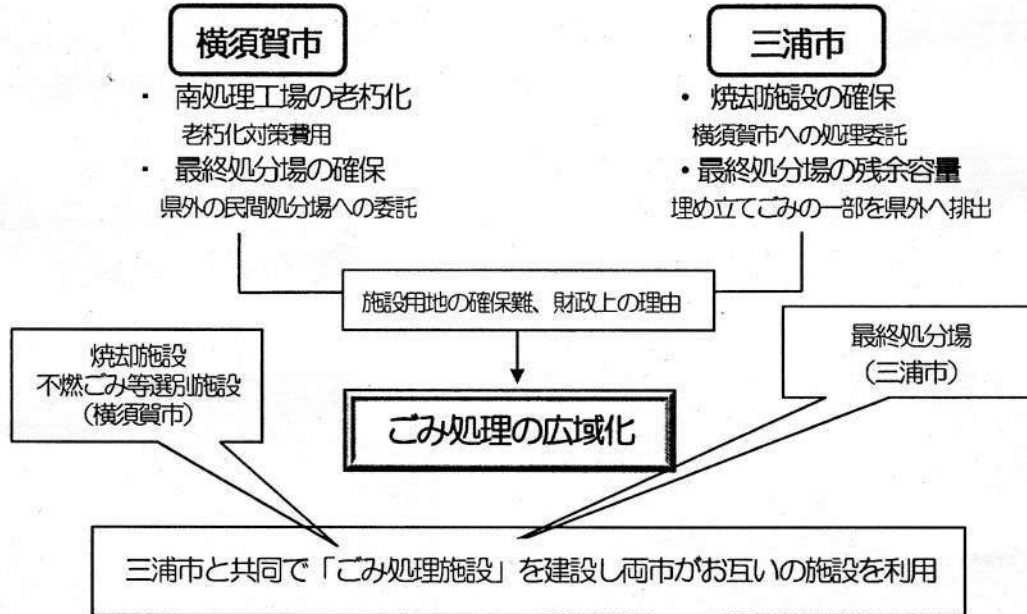 横須賀市
・ 南処理工場の老朽化
老朽化対策費用
・ 最終処分場の確保
県外の民間処分場への委託
三浦市
・ 焼却施設の確保
横須賀市への処理委託
・最終処分場の残余容量
埋め立てごみの一部を県外へ排出
施設用地の確保難、財政上の理由
焼却施設
不燃ごみ等選別施設
（横須賀市）
最終処分場
（三浦市）
ごみ処理の広域化
三浦市と共同で「ごみ処理施設」を建設し両市がお互いの施設を利用